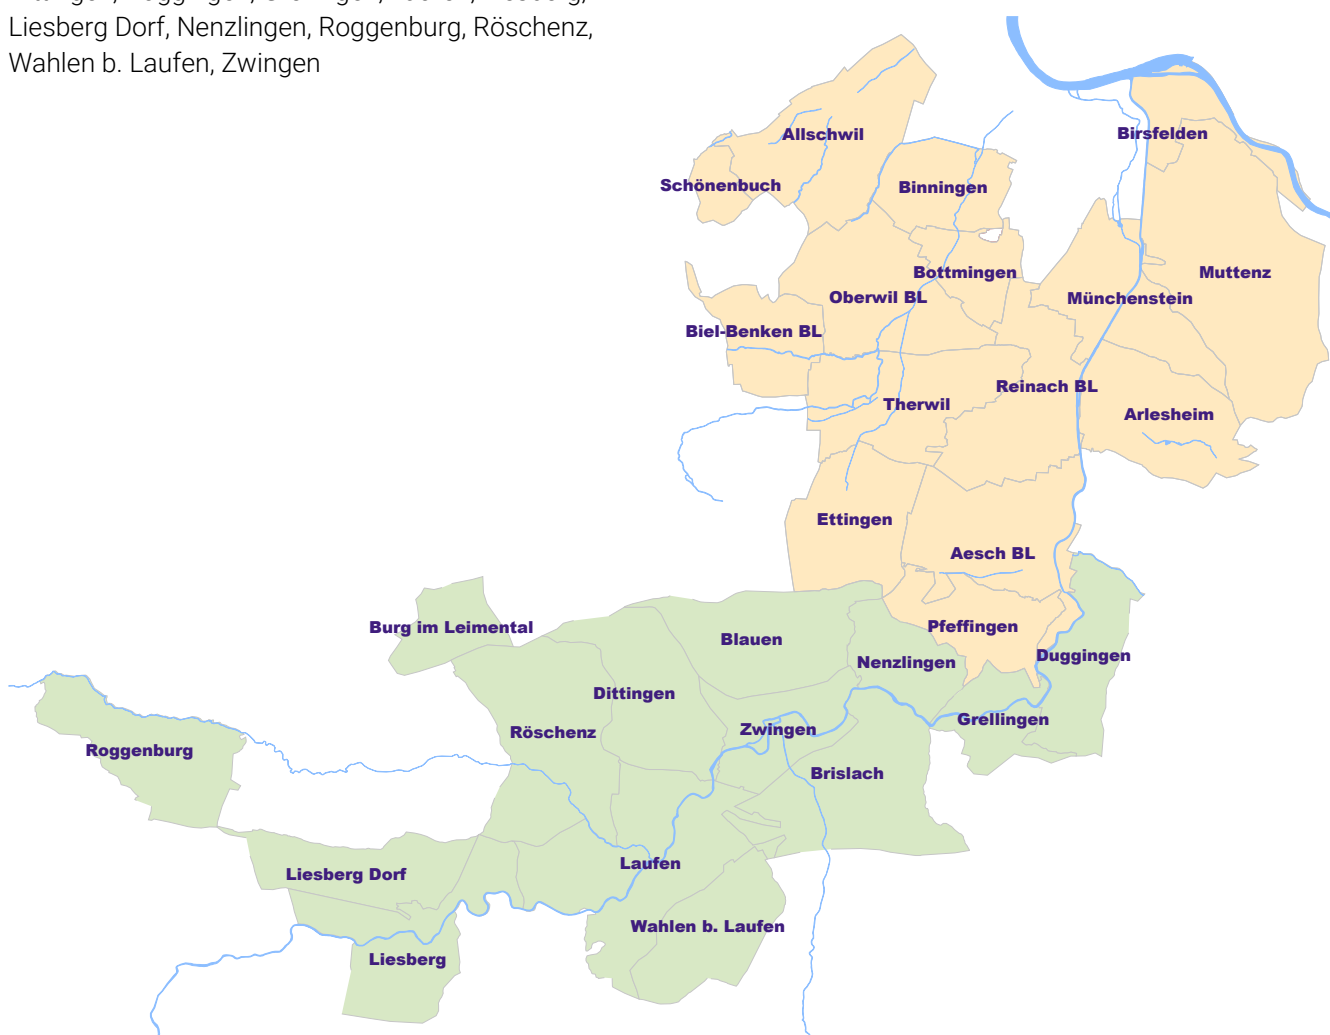 Liesberg Dorf, Nenzlingen, Roggenburg, Röschenz,
Wahlen b. Laufen, Zwingen
Allschwil
Birsfelden
Schönenbuch
Binningen
Bottmingen
Muttenz
Oberwil BL
Münchenstein
Biel-Benken BL
Reinach BL
Therwil
Arlesheim
Ettingen
Aesch BL
Burg im Leimental
Pfeffingen
Blauen
Duggingen
Nenzlingen
Dittingen
Grellingen
Zwingen
Röschenz
Roggenburg
Brislach
Laufen
Liesberg Dorf
Wahlen b. Laufen
Liesberg